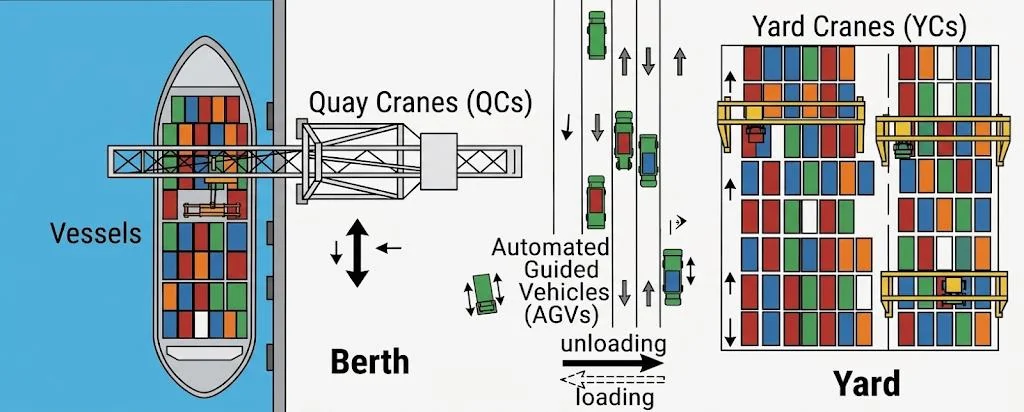 Vessels
Quay Cranes (QCs)
Berth
Automated
Guided
Vehicles
(AGVs)
unloading
loading
Yard Cranes (YCs)
Yard